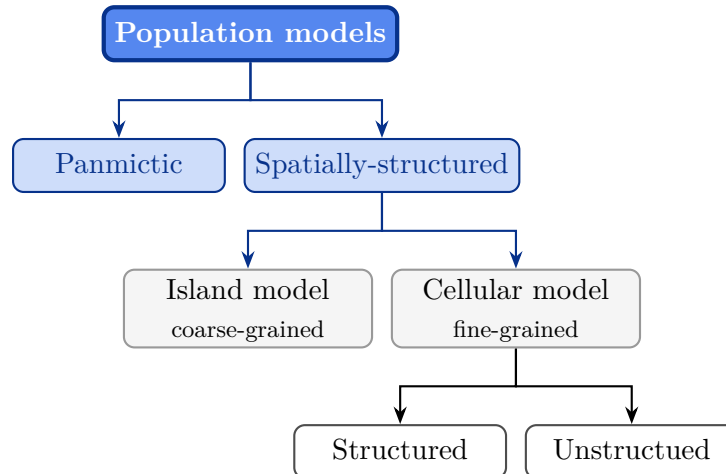 Population models
Panmictic
Spatially-structured
Island model
coarse-grained
Cellular model
fine-grained
Structured
Unstructued